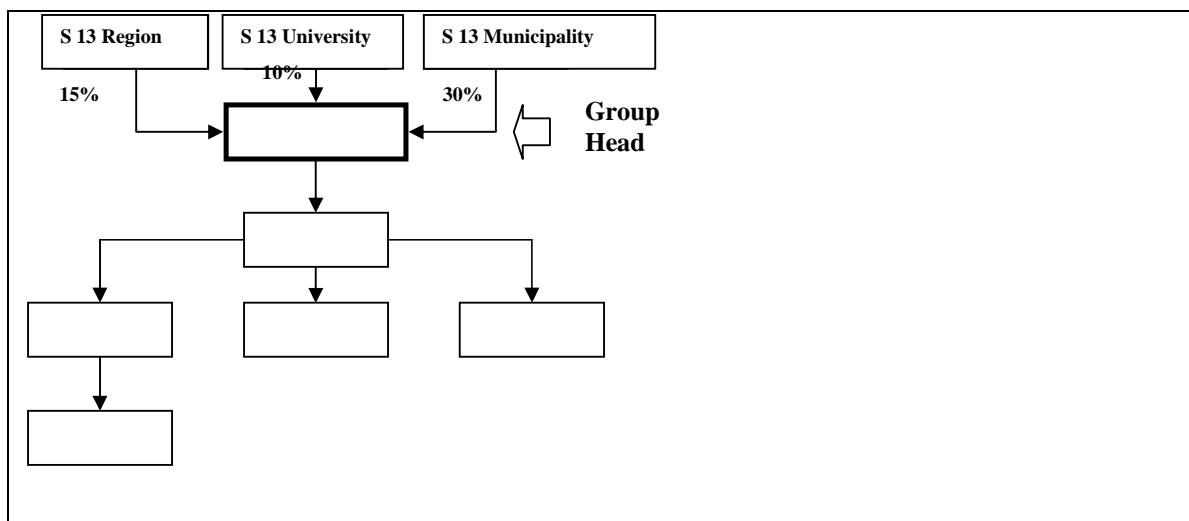 S 13 Region
S 13 University
S 13 Municipality
10%
15%
30%
Group
Head